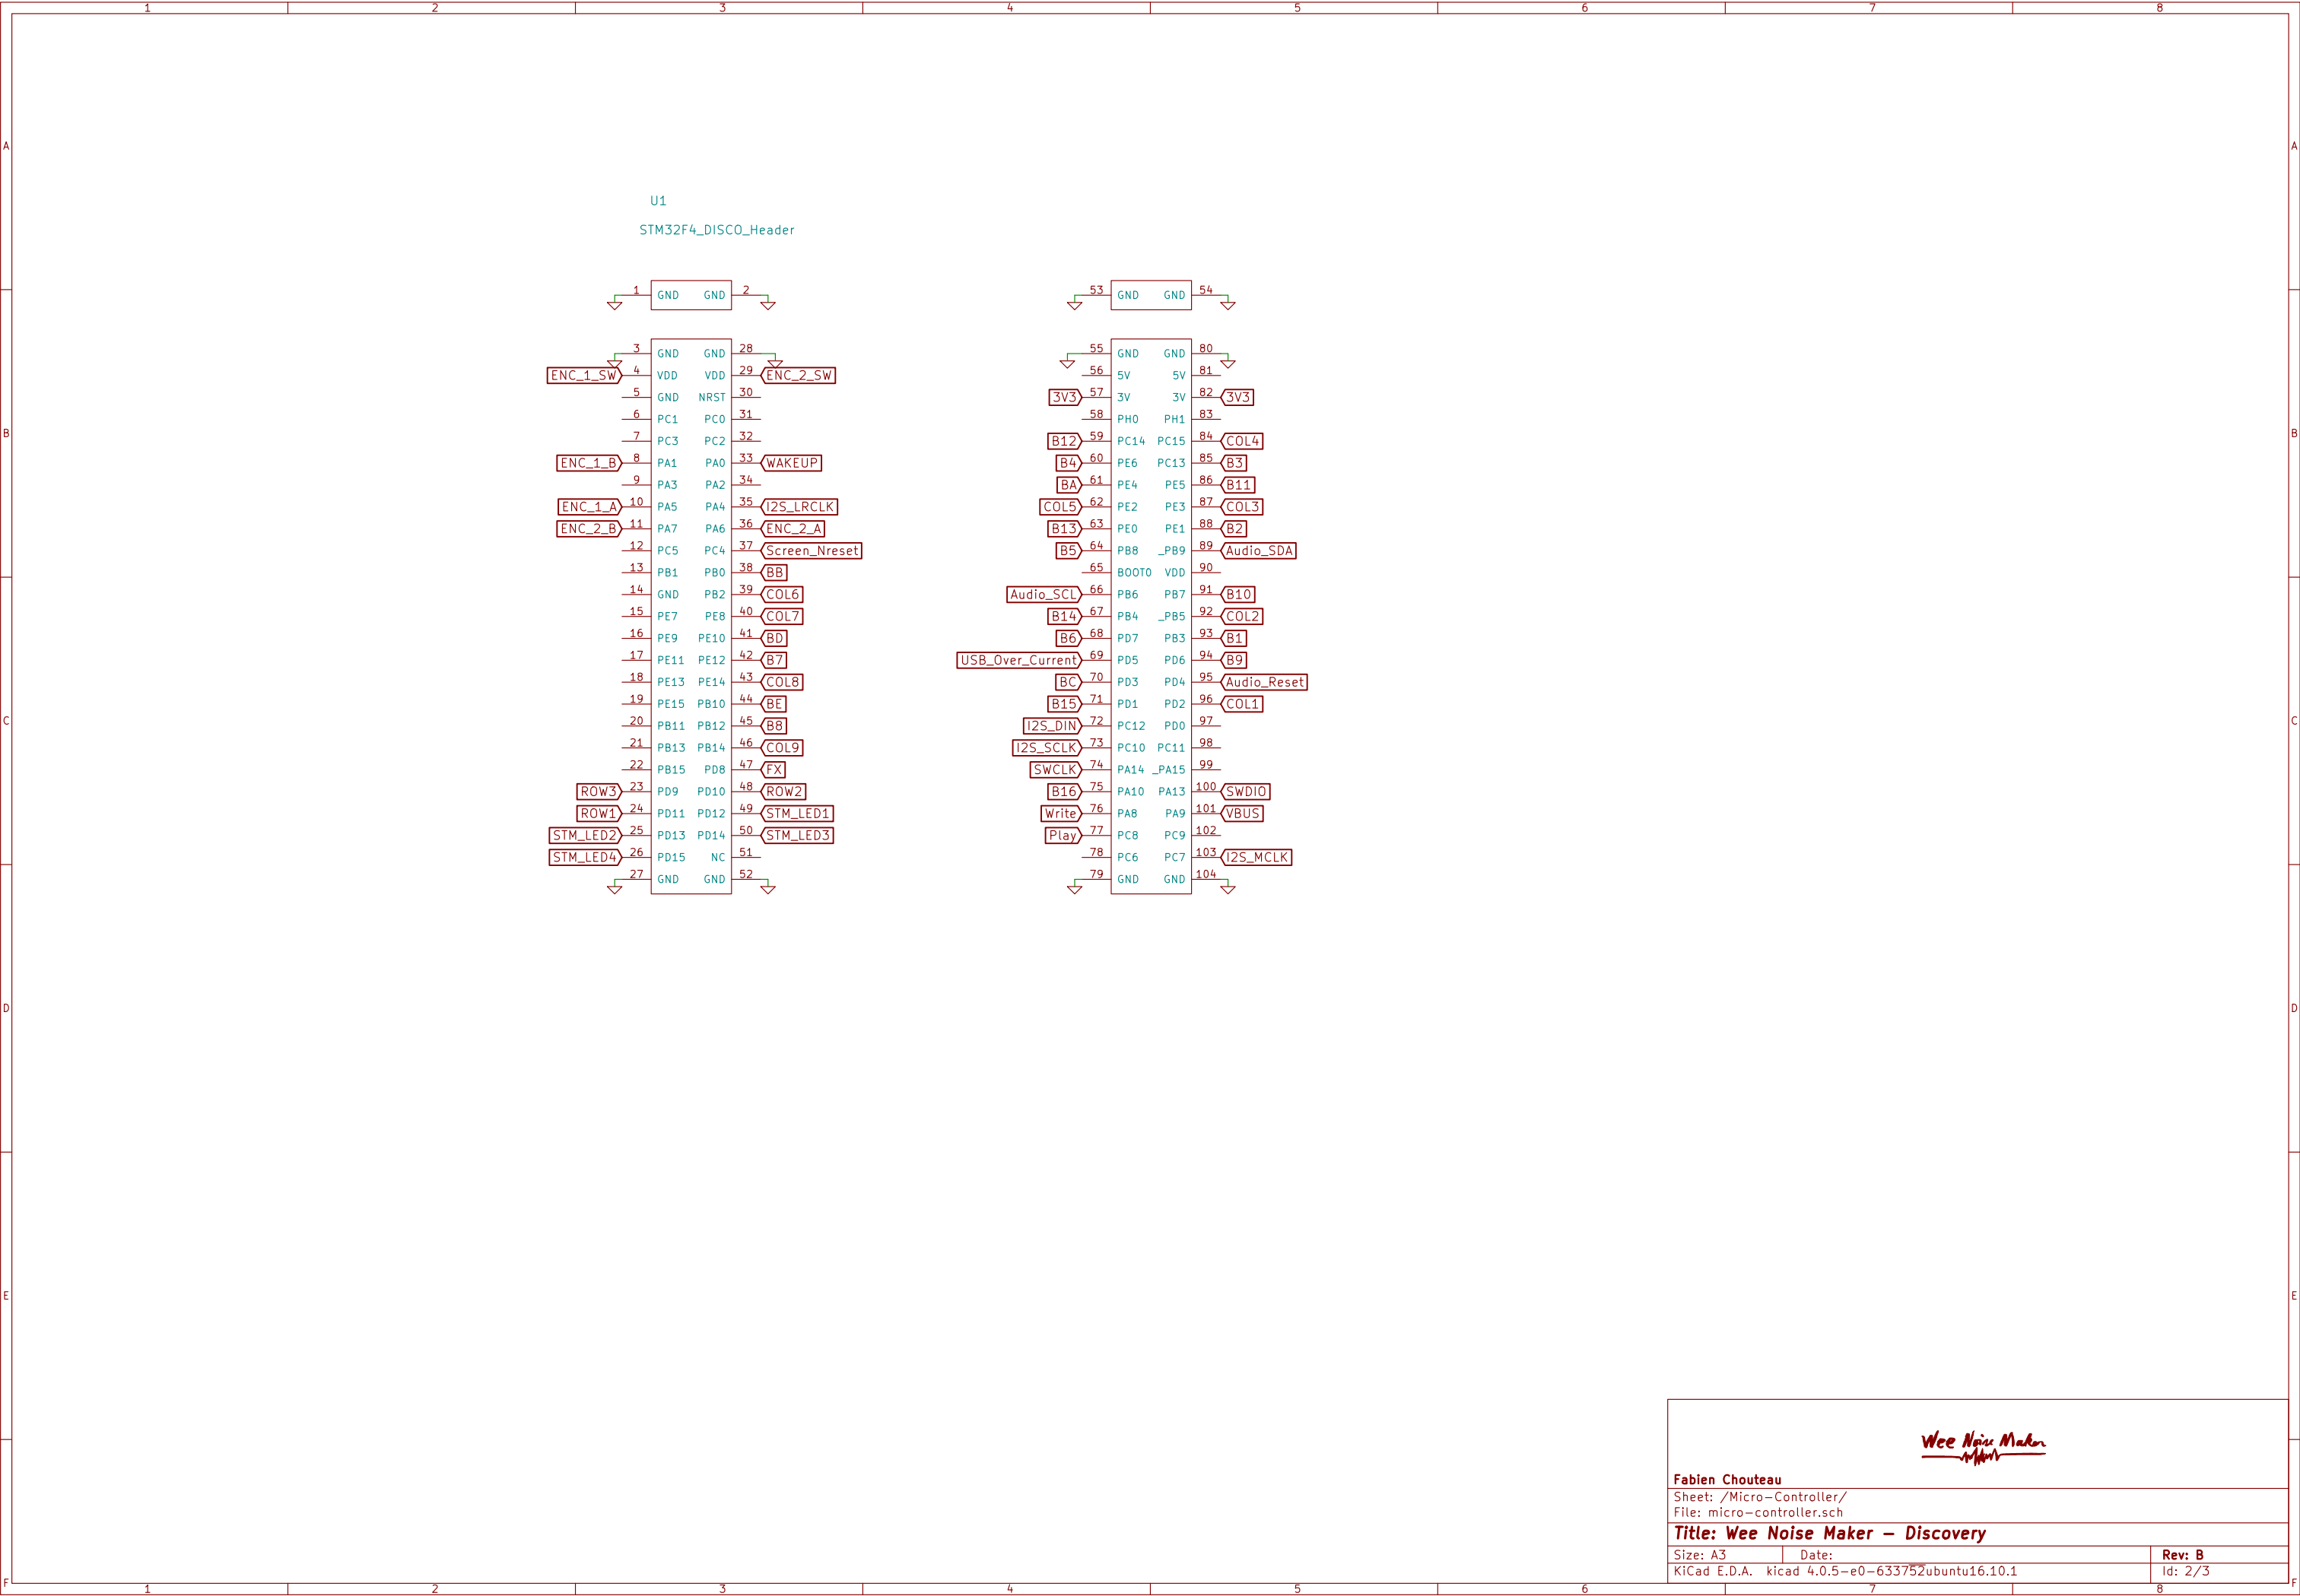 1 2 3 4 5 6 7 8
A A
U1
STM32F4_DISCO_Header
1 GND GND 2 53 GND GND 54
3 GND GND 28 55 GND GND 80
ENC_1_SW 4 VDD VDD 29 ENC_2_SW 56 5V 5V 81
5 GND NRST 30 3V3 57 3V 3V 82 3V3
6 PC1 PC0 31 58 PH0 PH1 83
B B
7 PC3 PC2 32 B12 59 PC14 PC15 84 COL4
ENC_1_B 8 PA1 PA0 33 WAKEUP B4 60 PE6 PC13 85 B3
9 PA3 PA2 34 BA 61 PE4 PE5 86 B11
ENC_1_A 10 PA5 PA4 35 I2S_LRCLK COL5 62 PE2 PE3 87 COL3
ENC_2_B 11 PA7 PA6 36 ENC_2_A B13 63 PE0 PE1 88 B2
12 PC5 PC4 37 Screen_Nreset B5 64 PB8 _PB9 89 Audio_SDA
13 PB1 PB0 38 BB 65 BOOT0 VDD 90
14 GND PB2 39 COL6 Audio_SCL 66 PB6 PB7 91 B10
15 PE7 PE8 40 COL7 B14 67 PB4 _PB5 92 COL2
16 PE9 PE10 41 BD B6 68 PD7 PB3 93 B1
17 PE11 PE12 42 B7 USB_Over_Current 69 PD5 PD6 94 B9
18 PE13 PE14 43 COL8 BC 70 PD3 PD4 95 Audio_Reset
19 PE15 PB10 44 BE B15 71 PD1 PD2 96 COL1
C C
20 PB11 PB12 45 B8 I2S_DIN 72 PC12 PD0 97
21 PB13 PB14 46 COL9 I2S_SCLK 73 PC10 PC11 98
22 PB15 PD8 47 FX SWCLK 74 PA14 _PA15 99
ROW3 23 PD9 PD10 48 ROW2 B16 75 PA10 PA13 100 SWDIO
ROW1 24 PD11 PD12 49 STM_LED1 Write 76 PA8 PA9 101 VBUS
STM_LED2 25 PD13 PD14 50 STM_LED3 Play 77 PC8 PC9 102
STM_LED4 26 PD15 NC 51 78 PC6 PC7 103 I2S_MCLK
27 GND GND 52 79 GND GND 104
D D
E E
Wee Noise Maker
Fabien Chouteau
Sheet: /Micro-Controller/
File: micro-controller.sch
Title: Wee Noise Maker - Discovery
Size: A3 Date: Rev: B
KiCad E.D.A. kicad 4.0.5-e0-633752ubuntu16.10.1 Id: 2/3
F F
1 2 3 4 5 6 7 8